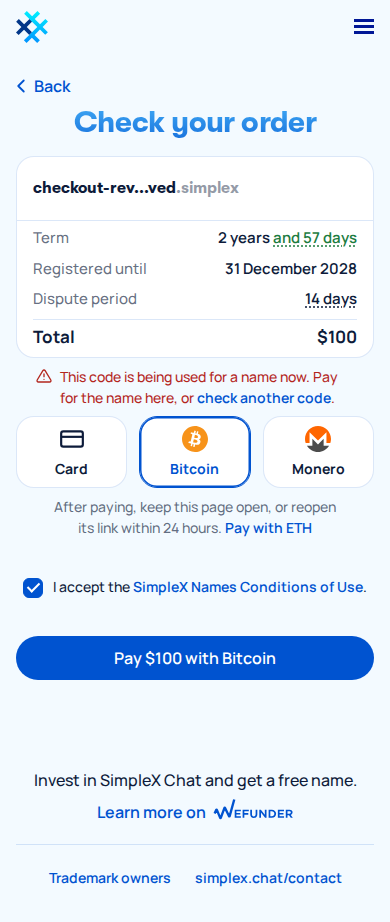 Back
Check your order
checkout-rev...ved.simplex
Term 2 years and 57 days
Registered until 31 December 2028
Dispute period 14 days
Total $100
This code is being used for a name now. Pay
for the name here, or check another code.
Card Bitcoin Monero
After paying, keep this page open, or reopen
its link within 24 hours. Pay with ETH
I accept the SimpleX Names Conditions of Use.
Pay $100 with Bitcoin
Invest in SimpleX Chat and get a free name.
Learn more on WEFUNDER
Trademark owners simplex.chat/contact